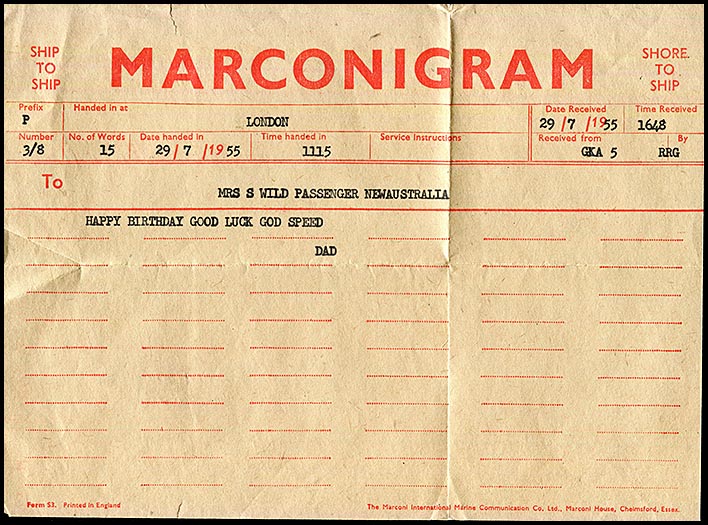 SHIP TO SHIP
MARCONIGRAM
SHORE TO SHIP
Prefix Handed in at Date Received Time Received
P LONDON 29 / 7 / 1955 1648
Number No. of Words Date handed in Time handed in Service Instructions Received from By
3/8 15 29 / 7 / 1955 1115 GKA 5 RRG
To
MRS S WILD PASSENGER NEWAUSTRALIA
HAPPY BIRTHDAY GOOD LUCK GOD SPEED
DAD
Form S3. Printed in England The Marconi International Marine Communication Co. Ltd., Marconi House, Chelmsford, Essex.